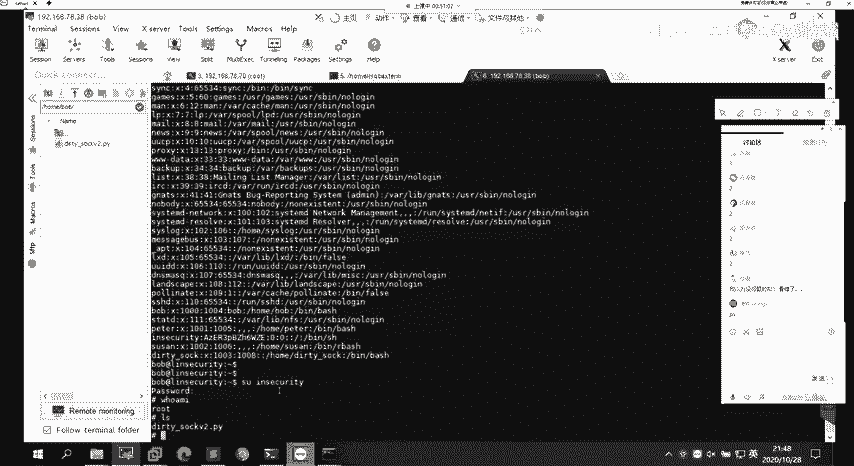 192.168.78.38 (bob)
Terminal Sessions View X server Tools Settings Macros Help
Session Servers Tools Sessions View Split MultiExec Tunneling Packages Settings Help
X server Exit
3. 192.168.78.70 (root)
6. 192.168.78.38 (bob)
/home/bob/
Name
..
dirty_sockv2.py
Sessions
Tools
Macros
Sftp
sync:x:4:65534:sync:/bin:/bin/sync
games:x:5:60:games:/usr/games:/usr/sbin/nologin
man:x:6:12:man:/var/cache/man:/usr/sbin/nologin
lp:x:7:7:lp:/var/spool/lpd:/usr/sbin/nologin
mail:x:8:8:mail:/var/mail:/usr/sbin/nologin
news:x:9:9:news:/var/spool/news:/usr/sbin/nologin
uucp:x:10:10:uucp:/var/spool/uucp:/usr/sbin/nologin
proxy:x:13:13:proxy:/bin:/usr/sbin/nologin
www-data:x:33:33:www-data:/var/www:/usr/sbin/nologin
backup:x:34:34:backup:/var/backups:/usr/sbin/nologin
list:x:38:38:Mailing List Manager:/var/list:/usr/sbin/nologin
irc:x:39:39:ircd:/var/run/ircd:/usr/sbin/nologin
gnats:x:41:41:Gnats Bug-Reporting System (admin):/var/lib/gnats:/usr/sbin/nologin
nobody:x:65534:65534:nobody:/nonexistent:/usr/sbin/nologin
systemd-network:x:100:102:systemd Network Management,,,:/run/systemd/netif:/usr/sbin/nologin
systemd-resolve:x:101:103:systemd Resolver,,,:/run/systemd/resolve:/usr/sbin/nologin
syslog:x:102:106::/home/syslog:/usr/sbin/nologin
messagebus:x:103:107::/nonexistent:/usr/sbin/nologin
_apt:x:104:65534::/nonexistent:/usr/sbin/nologin
lxd:x:105:65534::/var/lib/lxd/:/bin/false
uuidd:x:106:110::/run/uuidd:/usr/sbin/nologin
dnsmasq:x:107:65534:dnsmasq,,,:/var/lib/misc:/usr/sbin/nologin
landscape:x:108:112::/var/lib/landscape:/usr/sbin/nologin
pollinate:x:109:1::/var/cache/pollinate:/bin/false
sshd:x:110:65534::/run/sshd:/usr/sbin/nologin
bob:x:1000:1004:bob:/home/bob:/bin/bash
statd:x:111:65534::/var/lib/nfs:/usr/sbin/nologin
peter:x:1001:1005:,,,:/home/peter:/bin/bash
insecurity:AzER3pBZh6WZE:0:0::/:/bin/sh
susan:x:1002:1006:,,,:/home/susan:/bin/rbash
dirty_sock:x:1003:1008::/home/dirty_sock:/bin/bash
bob@linsecurity:~$
bob@linsecurity:~$
bob@linsecurity:~$ su insecurity
Password:
# whoami
root
# ls
dirty_sockv2.py
#
Remote monitoring
Follow terminal folder
讨论区
2
2
2
2
2
英
21:48
2020/10/28